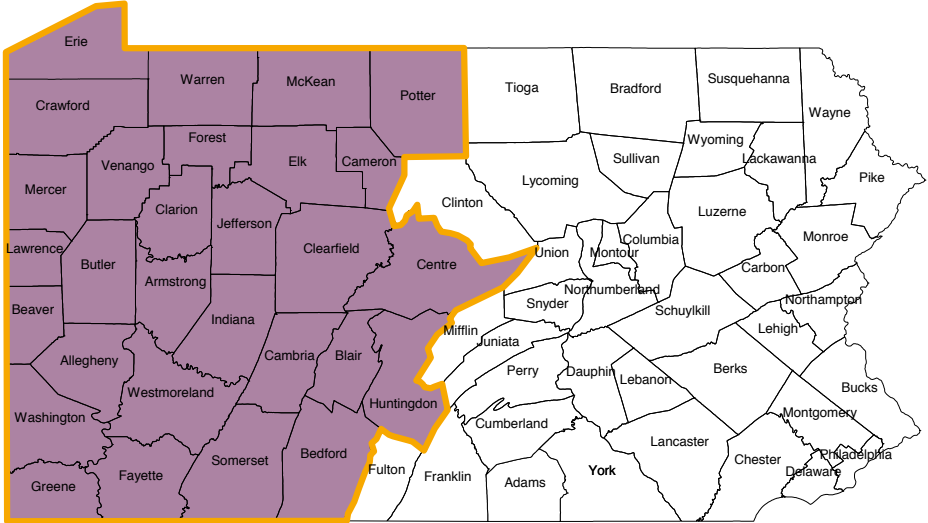 Erie
Warren
McKean
Potter
Tioga
Bradford
Susquehanna
Wayne
Crawford
Forest
Venango
Elk
Cameron
Sullivan
Wyoming
Lackawanna
Pike
Mercer
Clarion
Jefferson
Clinton
Lycoming
Luzerne
Monroe
Lawrence
Butler
Clearfield
Centre
Union
Montour
Columbia
Carbon
Beaver
Armstrong
Indiana
Snyder
Northumberland
Schuylkill
Northampton
Allegheny
Cambria
Blair
Mifflin
Juniata
Lehigh
Westmoreland
Huntingdon
Perry
Dauphin
Lebanon
Berks
Bucks
Washington
Cumberland
Montgomery
Greene
Fayette
Somerset
Bedford
Fulton
Franklin
Adams
York
Lancaster
Chester
Delaware
Philadelphia